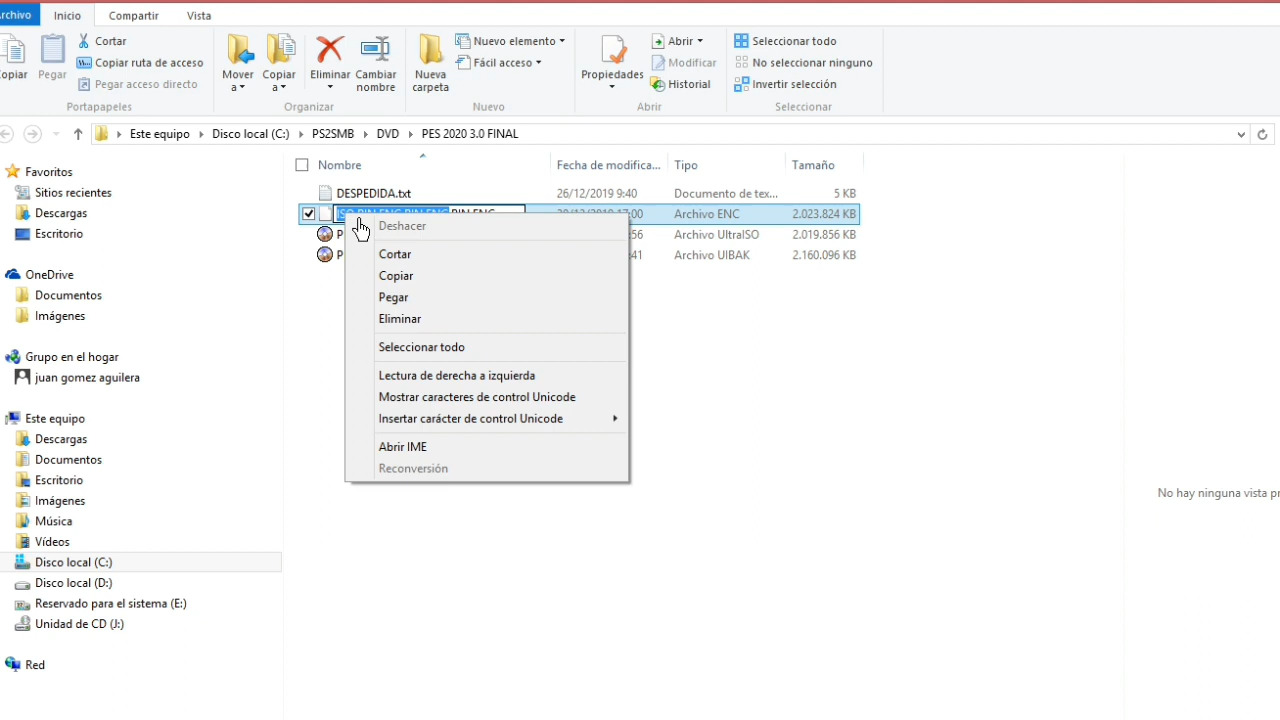 Archivo Inicio Compartir Vista
Copiar Pegar Cortar Copiar ruta de acceso Pegar acceso directo
Mover a Copiar a Eliminar Cambiar nombre
Nueva carpeta Nuevo elemento Fácil acceso
Propiedades Abrir Modificar Historial
Seleccionar todo No seleccionar ninguno Invertir selección
Portapapeles Organizar Nuevo Abrir Seleccionar
Este equipo Disco local (C:) PS2SMB DVD PES 2020 3.0 FINAL
Favoritos
Sitios recientes
Descargas
Escritorio
OneDrive
Documentos
Imágenes
Grupo en el hogar
juan gomez aguilera
Este equipo
Descargas
Documentos
Escritorio
Imágenes
Música
Vídeos
Disco local (C:)
Disco local (D:)
Reservado para el sistema (E:)
Unidad de CD (J:)
Red
Nombre Fecha de modifica... Tipo Tamaño
DESPEDIDA.txt 26/12/2019 9:40 Documento de tex... 5 KB
Archivo ENC 2.023.824 KB
P :56 Archivo UltraISO 2.019.856 KB
P :41 Archivo UIBAK 2.160.096 KB
Deshacer
Cortar
Copiar
Pegar
Eliminar
Seleccionar todo
Lectura de derecha a izquierda
Mostrar caracteres de control Unicode
Insertar carácter de control Unicode
Abrir IME
Reconversión
No hay ninguna vista pr